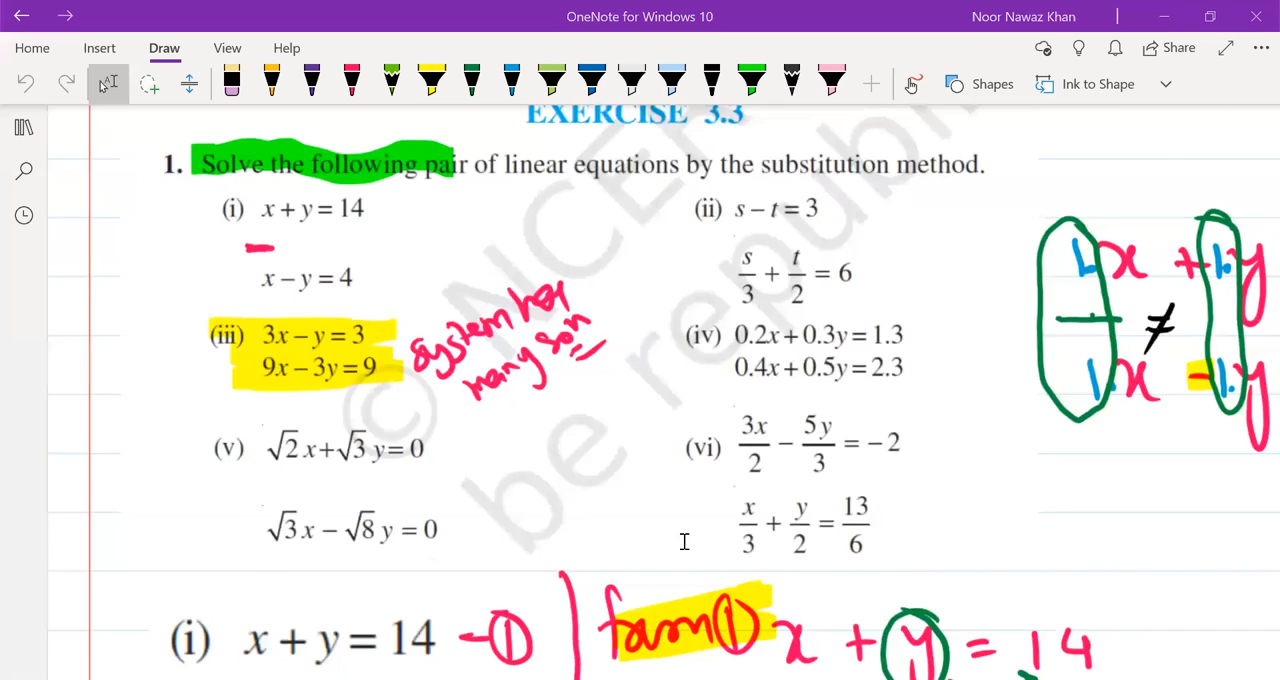 OneNote for Windows 10
Noor Nawaz Khan
Home Insert Draw View Help
Share
Shapes
Ink to Shape
EXERCISE 3.3
1. Solve the following pair of linear equations by the substitution method.
(i) x + y = 14
x – y = 4
(ii) s – t = 3
s/3 + t/2 = 6
(iii) 3x – y = 3
9x – 3y = 9
System has
many soln
(iv) 0.2x + 0.3y = 1.3
0.4x + 0.5y = 2.3
(v) √2 x + √3 y = 0
√3 x – √8 y = 0
(vi) 3x/2 – 5y/3 = – 2
x/3 + y/2 = 13/6
1x + 1y
≠
1x - 1y
© NCERT
be republi
(i) x + y = 14 - ①
from ① x + y = 14